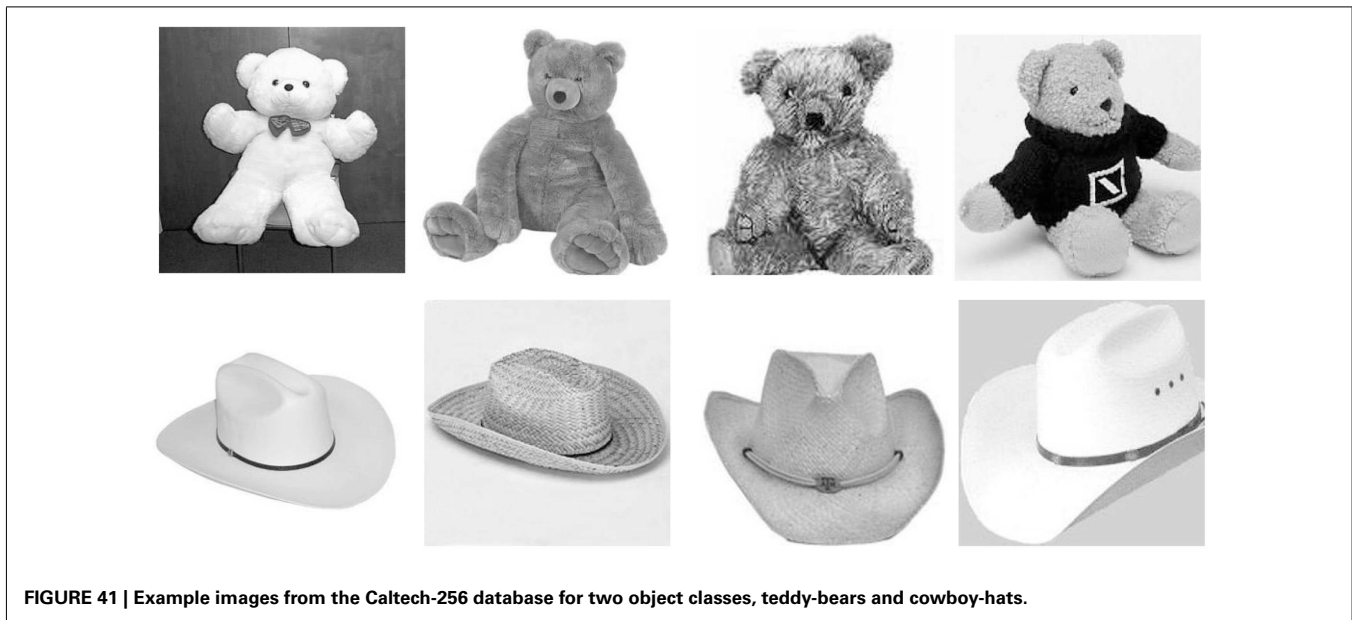 FIGURE 41 | Example images from the Caltech-256 database for two object classes, teddy-bears and cowboy-hats.